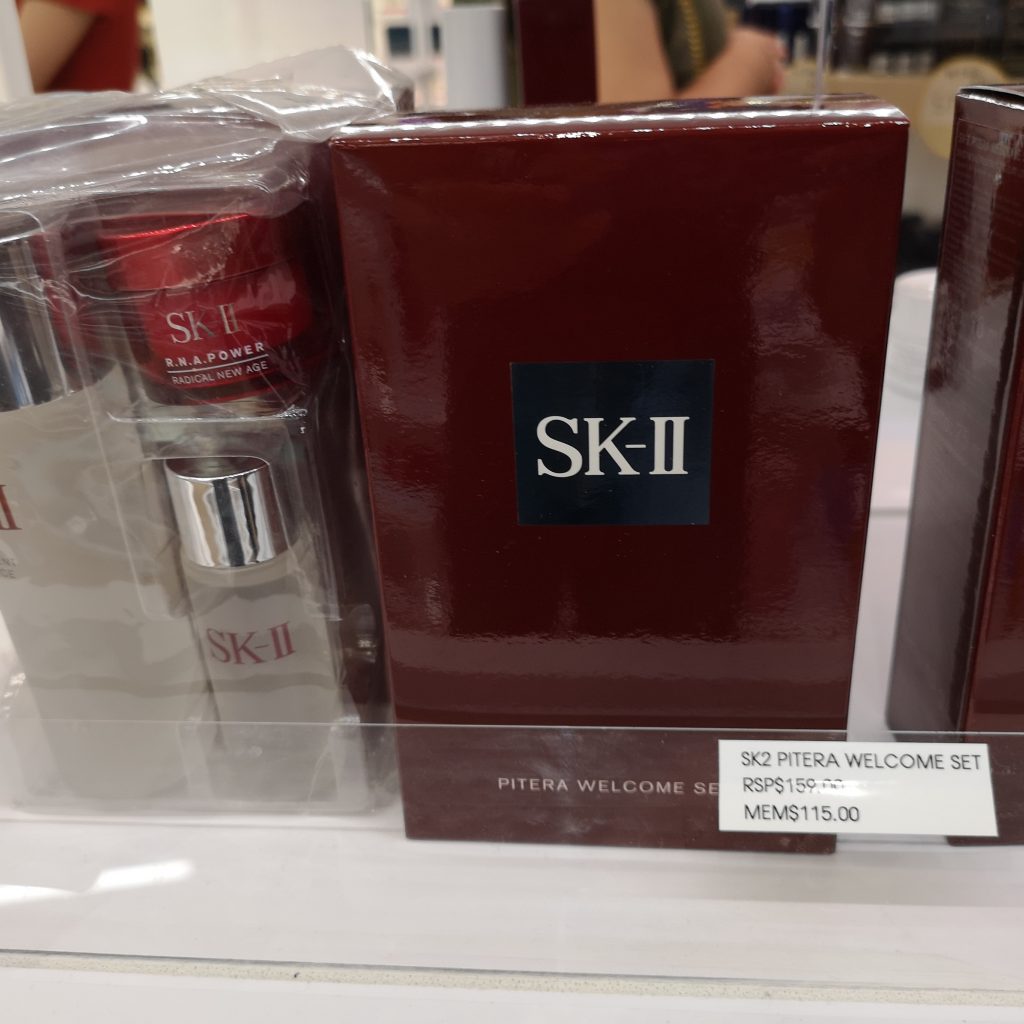 SK-II
R.N.A.POWER
RADICAL NEW AGE
SK-II
SK-II
PITERA WELCOME SE
SK2 PITERA WELCOME SET
RSP$159.00
MEM$115.00